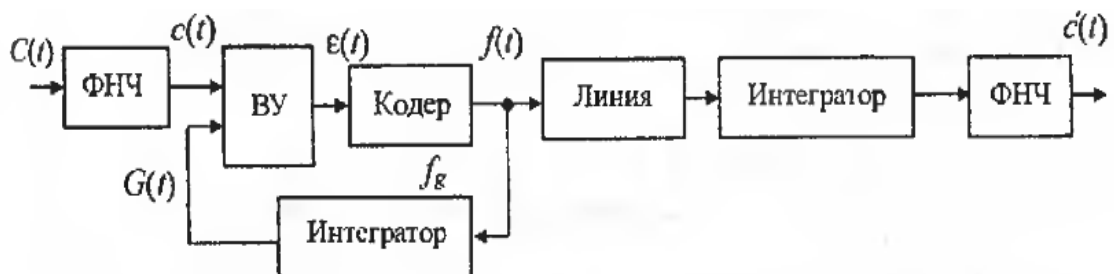 C(t)
ФНЧ
c(t)
ВУ
ε(t)
Кодер
f(t)
Линия
Интегратор
ФНЧ
c'(t)
G(t)
f_g
Интегратор